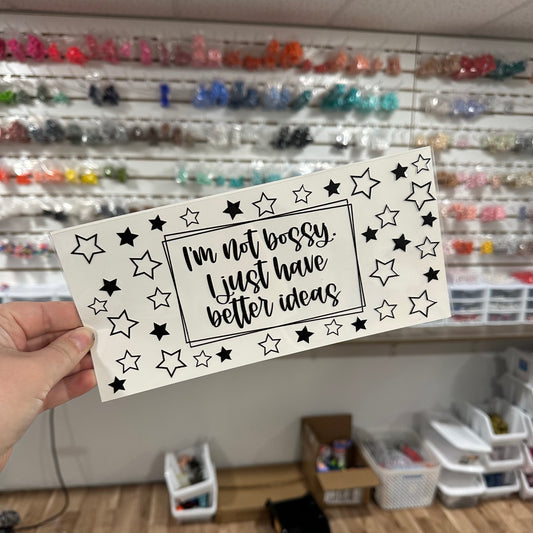 I'm not bossy.
I just have
better ideas